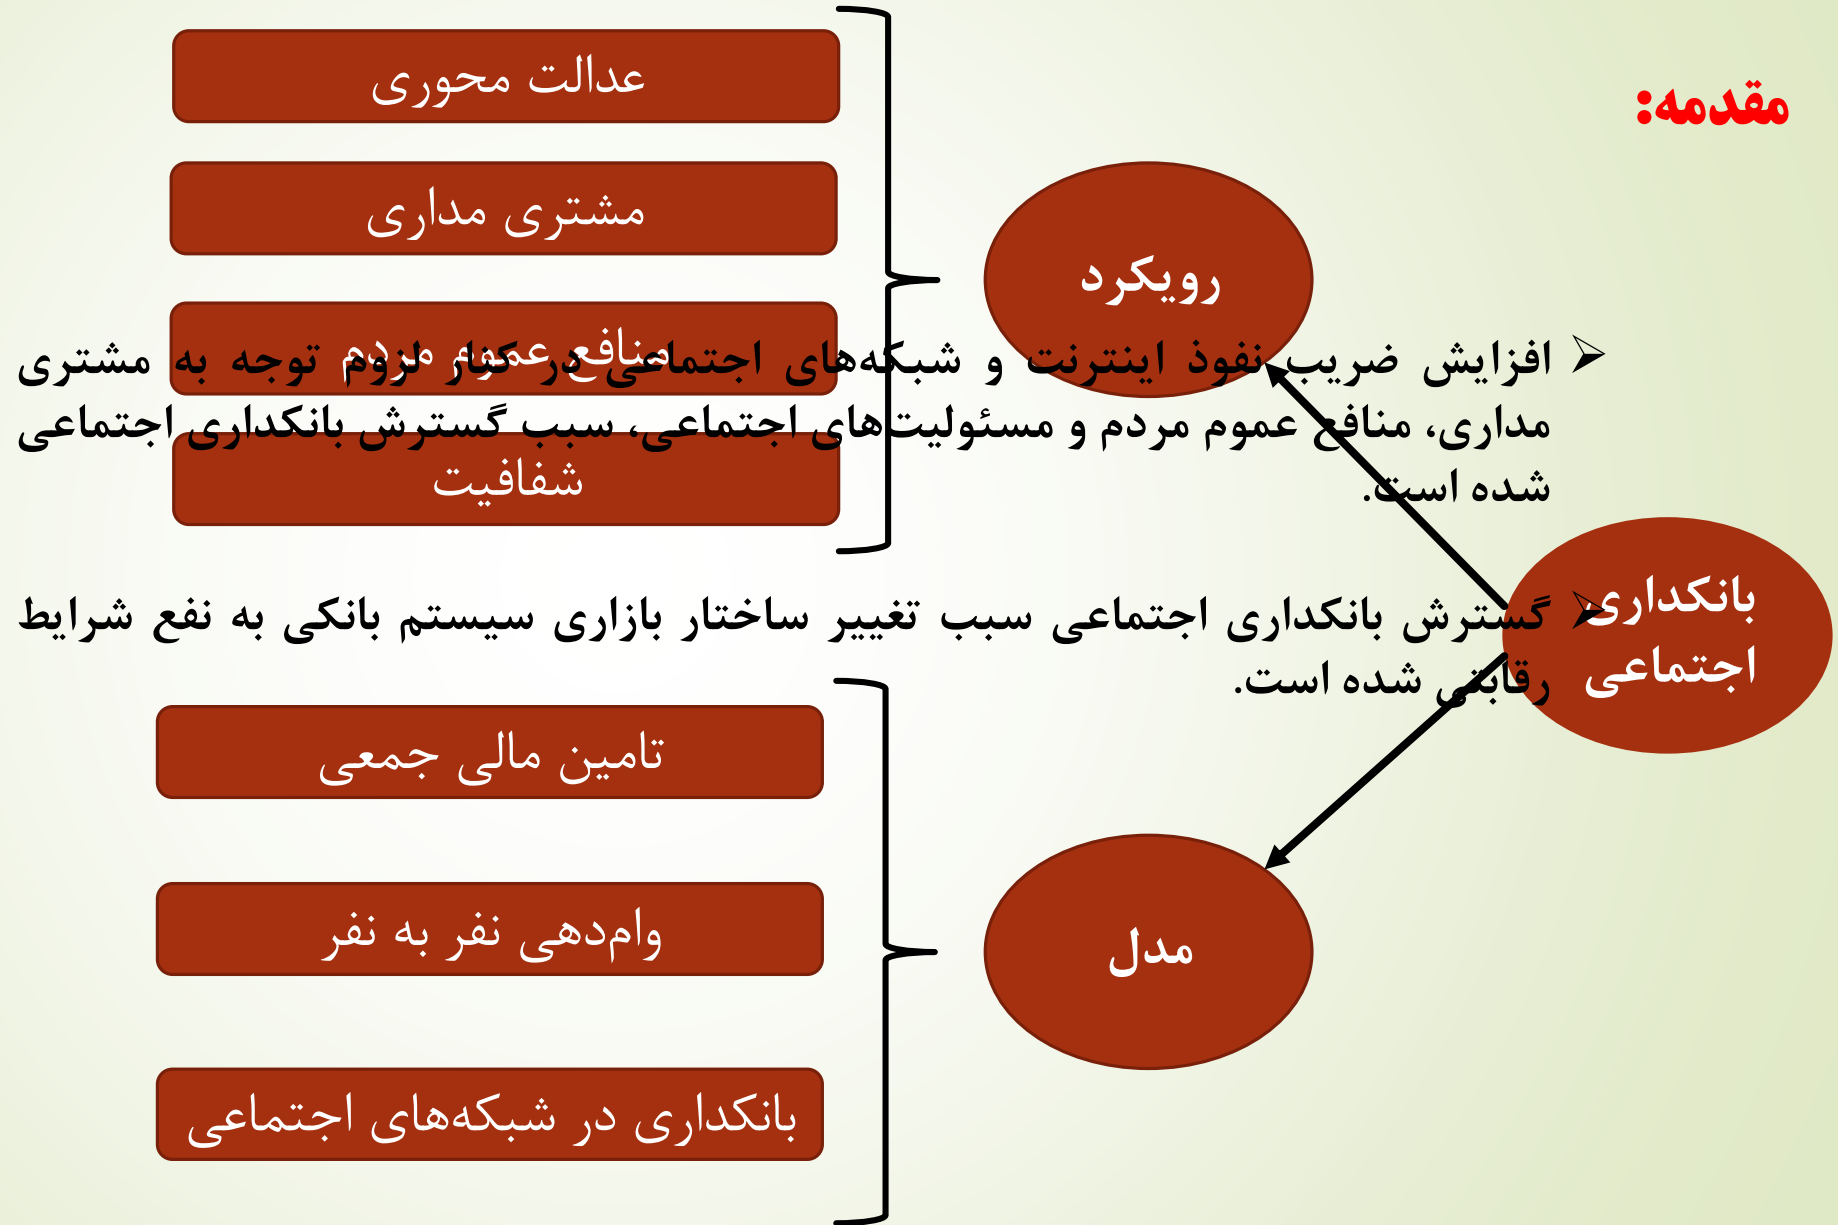 مقدمه:
عدالت محوری
مشتری مداری
منافع عموم مردم
شفافیت
رویکرد
افزایش ضریب نفوذ اینترنت و شبکه‌های اجتماعی در کنار لزوم توجه به مشتری
مداری، منافع عموم مردم و مسئولیت‌های اجتماعی، سبب گسترش بانکداری اجتماعی
شده است.
گسترش بانکداری اجتماعی سبب تغییر ساختار بازاری سیستم بانکی به نفع شرایط
رقابتی شده است.
بانکداری
اجتماعی
تامین مالی جمعی
وام‌دهی نفر به نفر
بانکداری در شبکه‌های اجتماعی
مدل